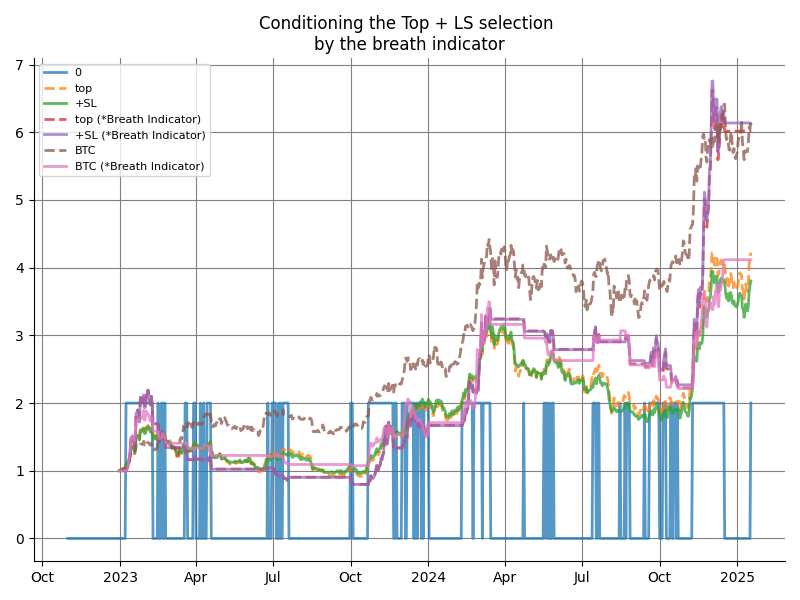 Conditioning the Top + LS selection
by the breath indicator
7
6
5
4
3
2
1
0
0
top
+SL
top (*Breath Indicator)
+SL (*Breath Indicator)
BTC
BTC (*Breath Indicator)
Oct
2023
Apr
Jul
Oct
2024
Apr
Jul
Oct
2025